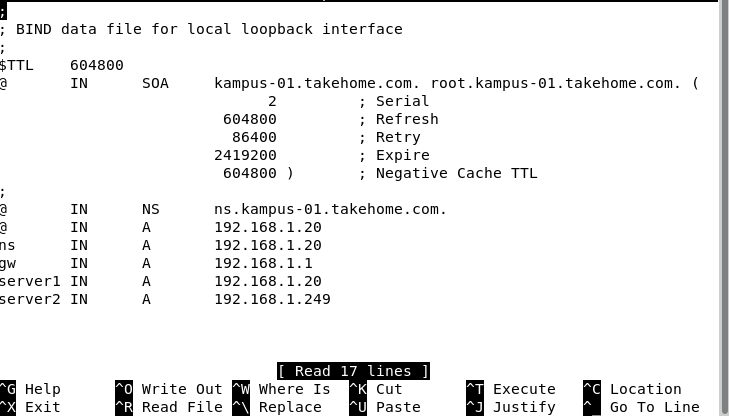 ;
; BIND data file for local loopback interface
;
$TTL    604800
@       IN      SOA     kampus-01.takehome.com. root.kampus-01.takehome.com. (
                              2         ; Serial
                         604800         ; Refresh
                          86400         ; Retry
                        2419200         ; Expire
                         604800 )       ; Negative Cache TTL
;
@       IN      NS      ns.kampus-01.takehome.com.
@       IN      A       192.168.1.20
ns      IN      A       192.168.1.20
gw      IN      A       192.168.1.1
server1 IN      A       192.168.1.20
server2 IN      A       192.168.1.249
[ Read 17 lines ]
^G Help      ^O Write Out ^W Where Is  ^K Cut       ^T Execute   ^C Location
^X Exit      ^R Read File ^\ Replace   ^U Paste     ^J Justify   ^_ Go To Line